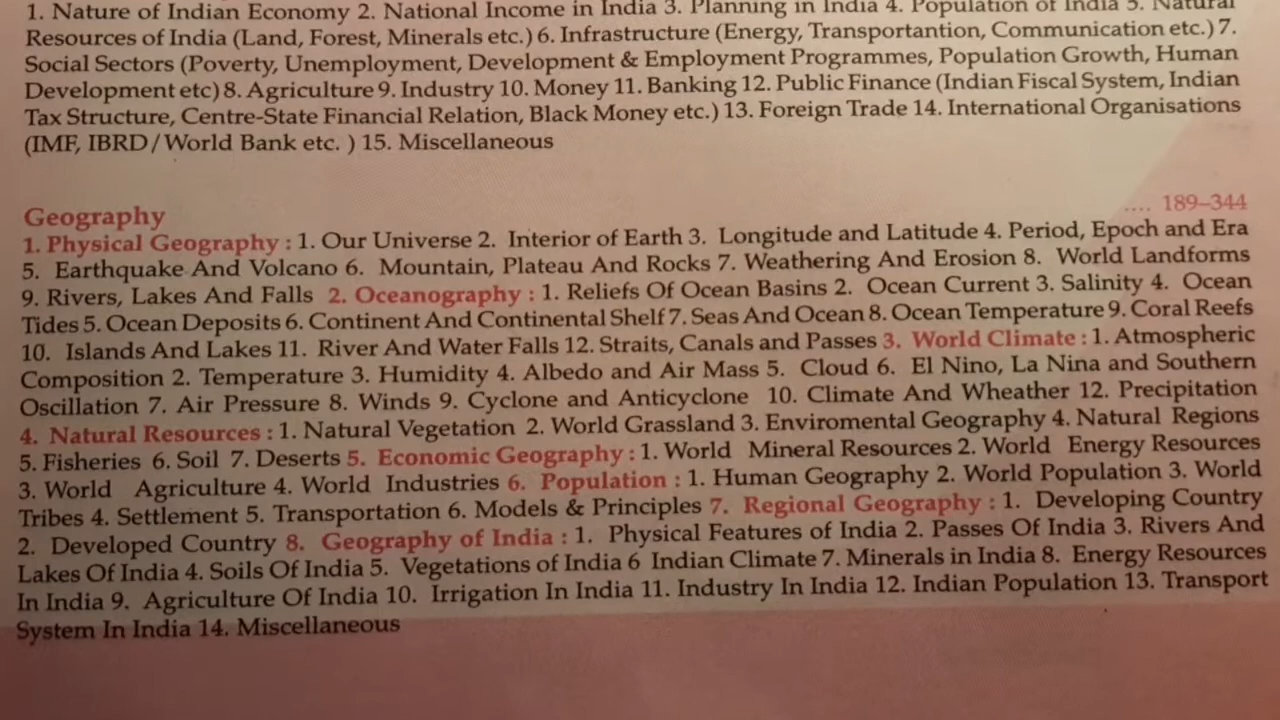 1. Nature of Indian Economy 2. National Income in India 3. Planning in India 4. Population of India 5. Natural
Resources of India (Land, Forest, Minerals etc.) 6. Infrastructure (Energy, Transportantion, Communication etc.) 7.
Social Sectors (Poverty, Unemployment, Development & Employment Programmes, Population Growth, Human
Development etc) 8. Agriculture 9. Industry 10. Money 11. Banking 12. Public Finance (Indian Fiscal System, Indian
Tax Structure, Centre-State Financial Relation, Black Money etc.) 13. Foreign Trade 14. International Organisations
(IMF, IBRD/World Bank etc. ) 15. Miscellaneous
Geography .... 189–344
1. Physical Geography : 1. Our Universe 2. Interior of Earth 3. Longitude and Latitude 4. Period, Epoch and Era
5. Earthquake And Volcano 6. Mountain, Plateau And Rocks 7. Weathering And Erosion 8. World Landforms
9. Rivers, Lakes And Falls 2. Oceanography : 1. Reliefs Of Ocean Basins 2. Ocean Current 3. Salinity 4. Ocean
Tides 5. Ocean Deposits 6. Continent And Continental Shelf 7. Seas And Ocean 8. Ocean Temperature 9. Coral Reefs
10. Islands And Lakes 11. River And Water Falls 12. Straits, Canals and Passes 3. World Climate : 1. Atmospheric
Composition 2. Temperature 3. Humidity 4. Albedo and Air Mass 5. Cloud 6. El Nino, La Nina and Southern
Oscillation 7. Air Pressure 8. Winds 9. Cyclone and Anticyclone 10. Climate And Wheather 12. Precipitation
4. Natural Resources : 1. Natural Vegetation 2. World Grassland 3. Enviromental Geography 4. Natural Regions
5. Fisheries 6. Soil 7. Deserts 5. Economic Geography : 1. World Mineral Resources 2. World Energy Resources
3. World Agriculture 4. World Industries 6. Population : 1. Human Geography 2. World Population 3. World
Tribes 4. Settlement 5. Transportation 6. Models & Principles 7. Regional Geography : 1. Developing Country
2. Developed Country 8. Geography of India : 1. Physical Features of India 2. Passes Of India 3. Rivers And
Lakes Of India 4. Soils Of India 5. Vegetations of India 6 Indian Climate 7. Minerals in India 8. Energy Resources
In India 9. Agriculture Of India 10. Irrigation In India 11. Industry In India 12. Indian Population 13. Transport
System In India 14. Miscellaneous